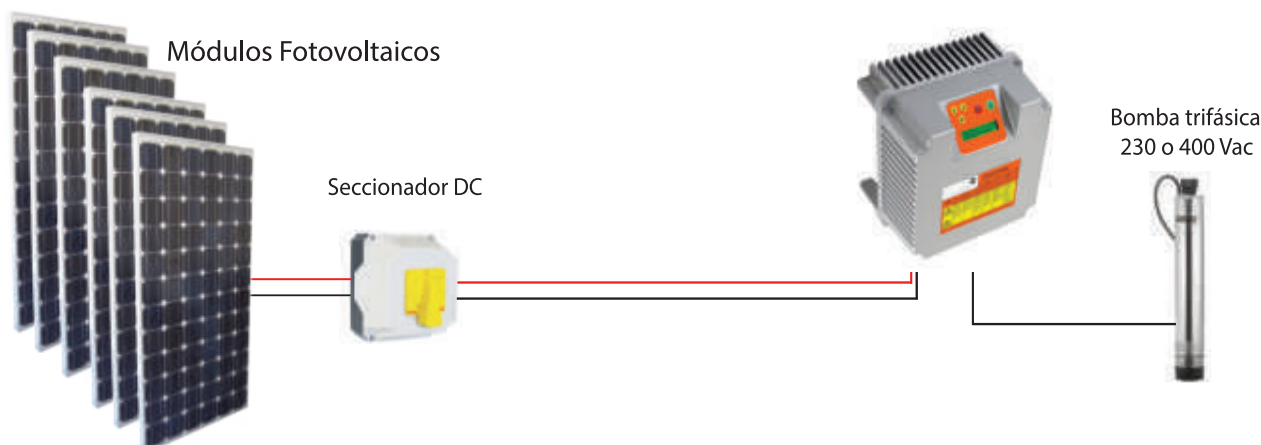 Módulos Fotovoltaicos
Seccionador DC
Bomba trifásica
230 o 400 Vac